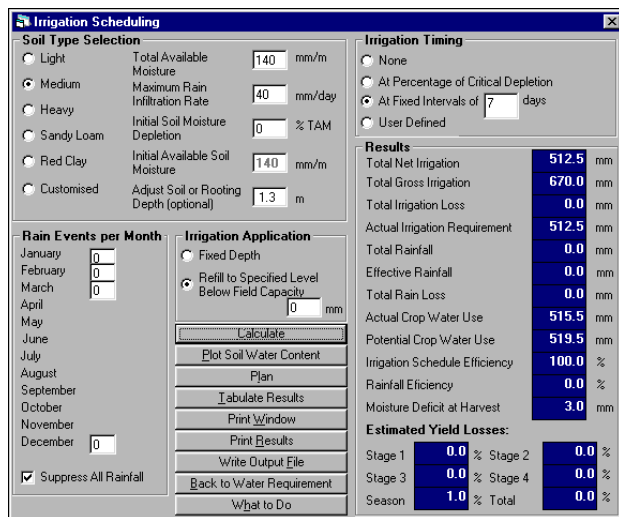 Irrigation Scheduling
Soil Type Selection
Light
Medium
Heavy
Sandy Loam
Red Clay
Customised
Total Available Moisture 140 mm/m
Maximum Rain Infiltration Rate 40 mm/day
Initial Soil Moisture Depletion 0 % TAM
Initial Available Soil Moisture 140 mm/m
Adjust Soil or Rooting Depth (optional) 1.3 m
Irrigation Timing
None
At Percentage of Critical Depletion
At Fixed Intervals of 7 days
User Defined
Rain Events per Month
January 0
February 0
March 0
April
May
June
July
August
September
October
November
December 0
Suppress All Rainfall
Irrigation Application
Fixed Depth
Refill to Specified Level
Below Field Capacity
0 mm
Calculate
Plot Soil Water Content
Plan
Tabulate Results
Print Window
Print Results
Write Output File
Back to Water Requirement
What to Do
Results
Total Net Irrigation 512.5 mm
Total Gross Irrigation 670.0 mm
Total Irrigation Loss 0.0 mm
Actual Irrigation Requirement 512.5 mm
Total Rainfall 0.0 mm
Effective Rainfall 0.0 mm
Total Rain Loss 0.0 mm
Actual Crop Water Use 515.5 mm
Potential Crop Water Use 519.5 mm
Irrigation Schedule Efficiency 100.0 %
Rainfall Eficiency 0.0 %
Moisture Deficit at Harvest 3.0 mm
Estimated Yield Losses:
Stage 1 0.0 % Stage 2 0.0 %
Stage 3 0.0 % Stage 4 0.0 %
Season 1.0 % Total 0.0 %